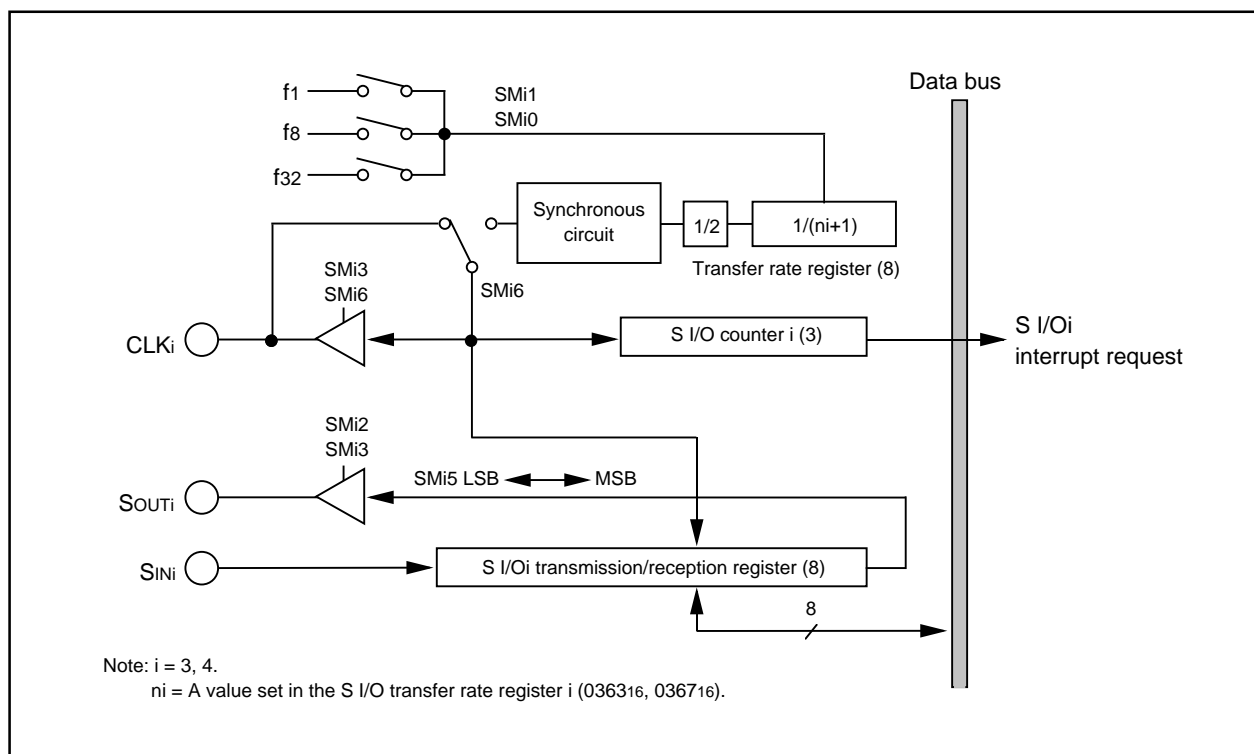 Data bus
f1
SMi1
SMi0
f8
f32
Synchronous
circuit
1/2
1/(ni+1)
Transfer rate register (8)
SMi3
SMi6
SMi6
CLKi
S I/O counter i (3)
S I/Oi
interrupt request
SMi2
SMi3
SMi5 LSB
MSB
SOUTi
SINi
S I/Oi transmission/reception register (8)
8
Note: i = 3, 4.
ni = A value set in the S I/O transfer rate register i (036316, 036716).